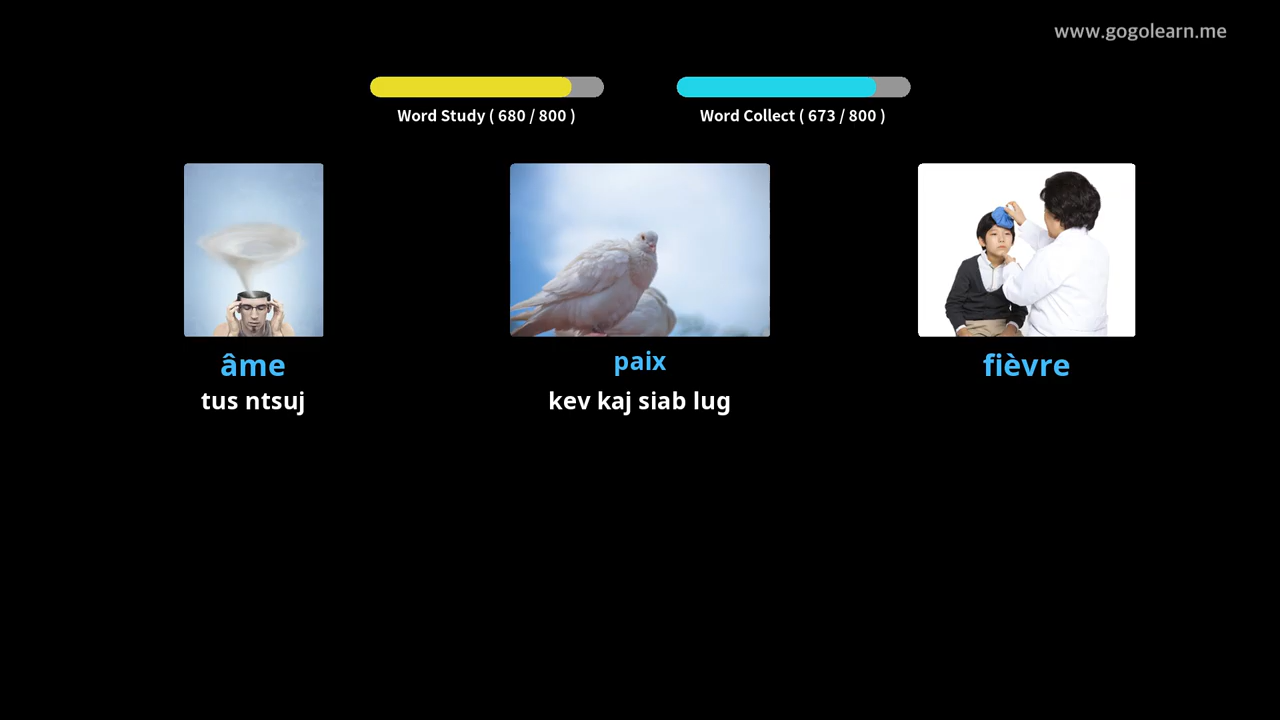 www.gogolearn.me
Word Study ( 680 / 800 )
Word Collect ( 673 / 800 )
âme
paix
fièvre
tus ntsuj
kev kaj siab lug